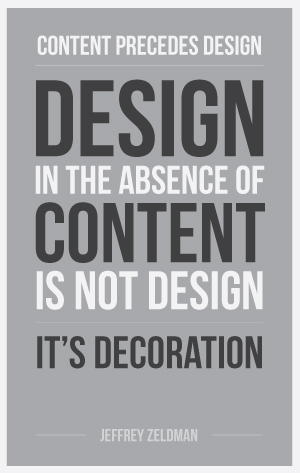 CONTENT PRECEDES DESIGN
DESIGN
IN THE ABSENCE OF
CONTENT
IS NOT DESIGN
IT'S DECORATION
JEFFREY ZELDMAN